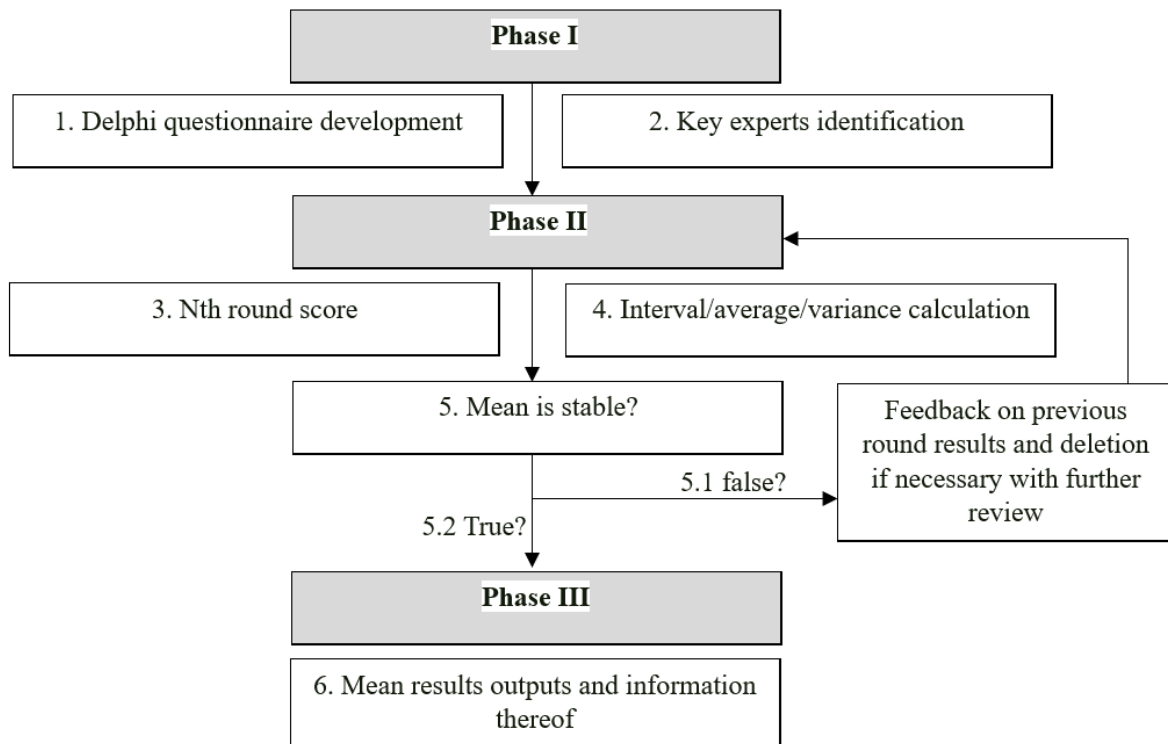 Phase I
1. Delphi questionnaire development
2. Key experts identification
Phase II
3. Nth round score
4. Interval/average/variance calculation
5. Mean is stable?
Feedback on previous
round results and deletion
if necessary with further
review
5.1 false?
5.2 True?
Phase III
6. Mean results outputs and information
thereof